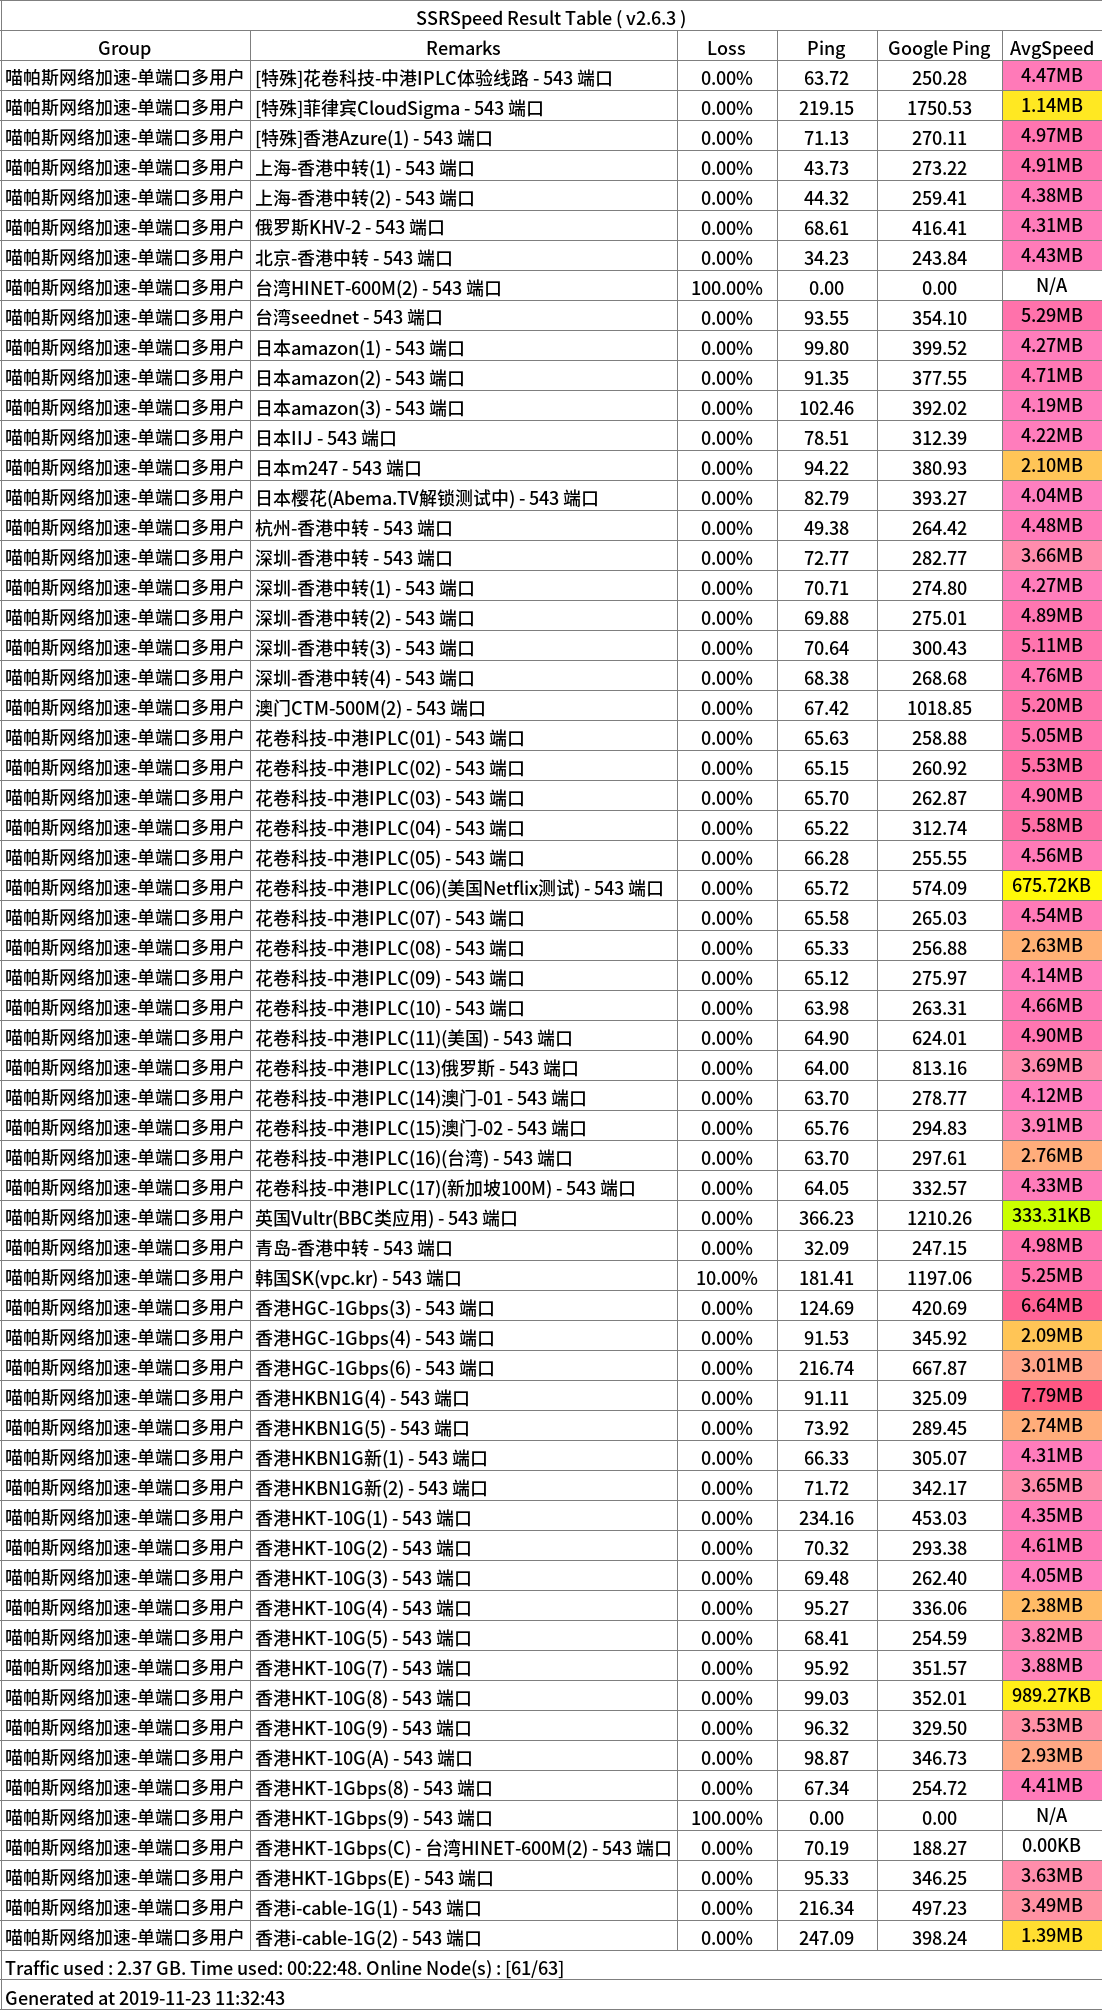 SSRSpeed Result Table ( v2.6.3 )
Group Remarks Loss Ping Google Ping AvgSpeed
喵帕斯网络加速-单端口多用户 [特殊]花卷科技-中港IPLC体验线路 - 543 端口 0.00% 63.72 250.28 4.47MB
喵帕斯网络加速-单端口多用户 [特殊]菲律宾CloudSigma - 543 端口 0.00% 219.15 1750.53 1.14MB
喵帕斯网络加速-单端口多用户 [特殊]香港Azure(1) - 543 端口 0.00% 71.13 270.11 4.97MB
喵帕斯网络加速-单端口多用户 上海-香港中转(1) - 543 端口 0.00% 43.73 273.22 4.91MB
喵帕斯网络加速-单端口多用户 上海-香港中转(2) - 543 端口 0.00% 44.32 259.41 4.38MB
喵帕斯网络加速-单端口多用户 俄罗斯KHV-2 - 543 端口 0.00% 68.61 416.41 4.31MB
喵帕斯网络加速-单端口多用户 北京-香港中转 - 543 端口 0.00% 34.23 243.84 4.43MB
喵帕斯网络加速-单端口多用户 台湾HINET-600M(2) - 543 端口 100.00% 0.00 0.00 N/A
喵帕斯网络加速-单端口多用户 台湾seednet - 543 端口 0.00% 93.55 354.10 5.29MB
喵帕斯网络加速-单端口多用户 日本amazon(1) - 543 端口 0.00% 99.80 399.52 4.27MB
喵帕斯网络加速-单端口多用户 日本amazon(2) - 543 端口 0.00% 91.35 377.55 4.71MB
喵帕斯网络加速-单端口多用户 日本amazon(3) - 543 端口 0.00% 102.46 392.02 4.19MB
喵帕斯网络加速-单端口多用户 日本IIJ - 543 端口 0.00% 78.51 312.39 4.22MB
喵帕斯网络加速-单端口多用户 日本m247 - 543 端口 0.00% 94.22 380.93 2.10MB
喵帕斯网络加速-单端口多用户 日本樱花(Abema.TV解锁测试中) - 543 端口 0.00% 82.79 393.27 4.04MB
喵帕斯网络加速-单端口多用户 杭州-香港中转 - 543 端口 0.00% 49.38 264.42 4.48MB
喵帕斯网络加速-单端口多用户 深圳-香港中转 - 543 端口 0.00% 72.77 282.77 3.66MB
喵帕斯网络加速-单端口多用户 深圳-香港中转(1) - 543 端口 0.00% 70.71 274.80 4.27MB
喵帕斯网络加速-单端口多用户 深圳-香港中转(2) - 543 端口 0.00% 69.88 275.01 4.89MB
喵帕斯网络加速-单端口多用户 深圳-香港中转(3) - 543 端口 0.00% 70.64 300.43 5.11MB
喵帕斯网络加速-单端口多用户 深圳-香港中转(4) - 543 端口 0.00% 68.38 268.68 4.76MB
喵帕斯网络加速-单端口多用户 澳门CTM-500M(2) - 543 端口 0.00% 67.42 1018.85 5.20MB
喵帕斯网络加速-单端口多用户 花卷科技-中港IPLC(01) - 543 端口 0.00% 65.63 258.88 5.05MB
喵帕斯网络加速-单端口多用户 花卷科技-中港IPLC(02) - 543 端口 0.00% 65.15 260.92 5.53MB
喵帕斯网络加速-单端口多用户 花卷科技-中港IPLC(03) - 543 端口 0.00% 65.70 262.87 4.90MB
喵帕斯网络加速-单端口多用户 花卷科技-中港IPLC(04) - 543 端口 0.00% 65.22 312.74 5.58MB
喵帕斯网络加速-单端口多用户 花卷科技-中港IPLC(05) - 543 端口 0.00% 66.28 255.55 4.56MB
喵帕斯网络加速-单端口多用户 花卷科技-中港IPLC(06)(美国Netflix测试) - 543 端口 0.00% 65.72 574.09 675.72KB
喵帕斯网络加速-单端口多用户 花卷科技-中港IPLC(07) - 543 端口 0.00% 65.58 265.03 4.54MB
喵帕斯网络加速-单端口多用户 花卷科技-中港IPLC(08) - 543 端口 0.00% 65.33 256.88 2.63MB
喵帕斯网络加速-单端口多用户 花卷科技-中港IPLC(09) - 543 端口 0.00% 65.12 275.97 4.14MB
喵帕斯网络加速-单端口多用户 花卷科技-中港IPLC(10) - 543 端口 0.00% 63.98 263.31 4.66MB
喵帕斯网络加速-单端口多用户 花卷科技-中港IPLC(11)(美国) - 543 端口 0.00% 64.90 624.01 4.90MB
喵帕斯网络加速-单端口多用户 花卷科技-中港IPLC(13)俄罗斯 - 543 端口 0.00% 64.00 813.16 3.69MB
喵帕斯网络加速-单端口多用户 花卷科技-中港IPLC(14)澳门-01 - 543 端口 0.00% 63.70 278.77 4.12MB
喵帕斯网络加速-单端口多用户 花卷科技-中港IPLC(15)澳门-02 - 543 端口 0.00% 65.76 294.83 3.91MB
喵帕斯网络加速-单端口多用户 花卷科技-中港IPLC(16)(台湾) - 543 端口 0.00% 63.70 297.61 2.76MB
喵帕斯网络加速-单端口多用户 花卷科技-中港IPLC(17)(新加坡100M) - 543 端口 0.00% 64.05 332.57 4.33MB
喵帕斯网络加速-单端口多用户 英国Vultr(BBC类应用) - 543 端口 0.00% 366.23 1210.26 333.31KB
喵帕斯网络加速-单端口多用户 青岛-香港中转 - 543 端口 0.00% 32.09 247.15 4.98MB
喵帕斯网络加速-单端口多用户 韩国SK(vpc.kr) - 543 端口 10.00% 181.41 1197.06 5.25MB
喵帕斯网络加速-单端口多用户 香港HGC-1Gbps(3) - 543 端口 0.00% 124.69 420.69 6.64MB
喵帕斯网络加速-单端口多用户 香港HGC-1Gbps(4) - 543 端口 0.00% 91.53 345.92 2.09MB
喵帕斯网络加速-单端口多用户 香港HGC-1Gbps(6) - 543 端口 0.00% 216.74 667.87 3.01MB
喵帕斯网络加速-单端口多用户 香港HKBN1G(4) - 543 端口 0.00% 91.11 325.09 7.79MB
喵帕斯网络加速-单端口多用户 香港HKBN1G(5) - 543 端口 0.00% 73.92 289.45 2.74MB
喵帕斯网络加速-单端口多用户 香港HKBN1G新(1) - 543 端口 0.00% 66.33 305.07 4.31MB
喵帕斯网络加速-单端口多用户 香港HKBN1G新(2) - 543 端口 0.00% 71.72 342.17 3.65MB
喵帕斯网络加速-单端口多用户 香港HKT-10G(1) - 543 端口 0.00% 234.16 453.03 4.35MB
喵帕斯网络加速-单端口多用户 香港HKT-10G(2) - 543 端口 0.00% 70.32 293.38 4.61MB
喵帕斯网络加速-单端口多用户 香港HKT-10G(3) - 543 端口 0.00% 69.48 262.40 4.05MB
喵帕斯网络加速-单端口多用户 香港HKT-10G(4) - 543 端口 0.00% 95.27 336.06 2.38MB
喵帕斯网络加速-单端口多用户 香港HKT-10G(5) - 543 端口 0.00% 68.41 254.59 3.82MB
喵帕斯网络加速-单端口多用户 香港HKT-10G(7) - 543 端口 0.00% 95.92 351.57 3.88MB
喵帕斯网络加速-单端口多用户 香港HKT-10G(8) - 543 端口 0.00% 99.03 352.01 989.27KB
喵帕斯网络加速-单端口多用户 香港HKT-10G(9) - 543 端口 0.00% 96.32 329.50 3.53MB
喵帕斯网络加速-单端口多用户 香港HKT-10G(A) - 543 端口 0.00% 98.87 346.73 2.93MB
喵帕斯网络加速-单端口多用户 香港HKT-1Gbps(8) - 543 端口 0.00% 67.34 254.72 4.41MB
喵帕斯网络加速-单端口多用户 香港HKT-1Gbps(9) - 543 端口 100.00% 0.00 0.00 N/A
喵帕斯网络加速-单端口多用户 香港HKT-1Gbps(C) - 台湾HINET-600M(2) - 543 端口 0.00% 70.19 188.27 0.00KB
喵帕斯网络加速-单端口多用户 香港HKT-1Gbps(E) - 543 端口 0.00% 95.33 346.25 3.63MB
喵帕斯网络加速-单端口多用户 香港i-cable-1G(1) - 543 端口 0.00% 216.34 497.23 3.49MB
喵帕斯网络加速-单端口多用户 香港i-cable-1G(2) - 543 端口 0.00% 247.09 398.24 1.39MB
Traffic used : 2.37 GB. Time used: 00:22:48. Online Node(s) : [61/63]
Generated at 2019-11-23 11:32:43